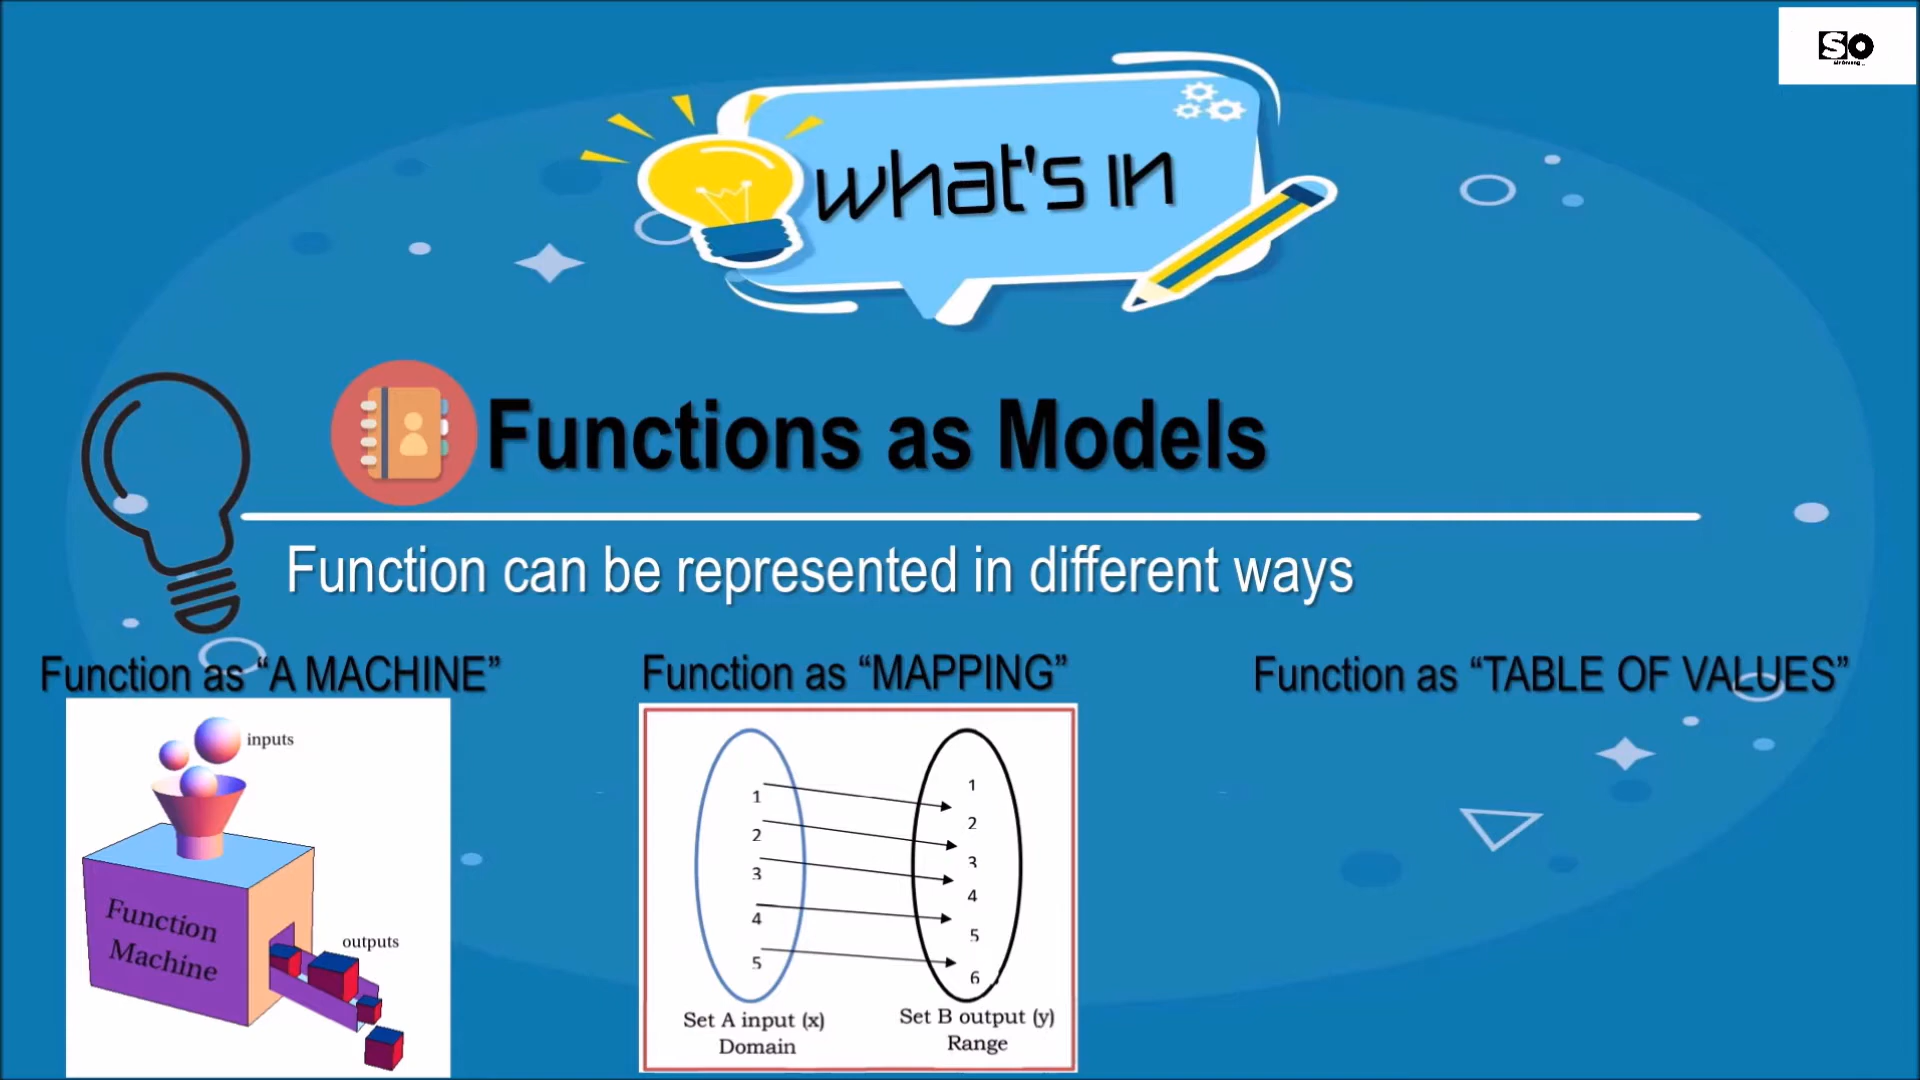 SO
what's in
Functions as Models
Function can be represented in different ways
Function as “A MACHINE”
inputs
Function
Machine
outputs
Function as “MAPPING”
1
2
3
4
5
1
2
3
4
5
6
Set A input (x)
Domain
Set B output (y)
Range
Function as “TABLE OF VALUES”